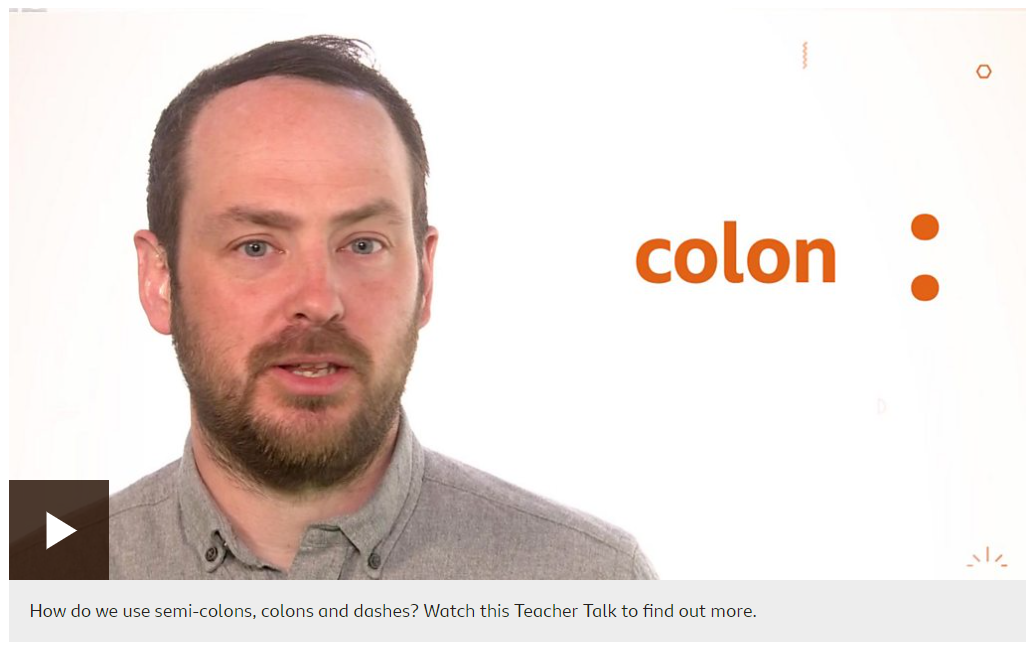 colon :
How do we use semi-colons, colons and dashes? Watch this Teacher Talk to find out more.